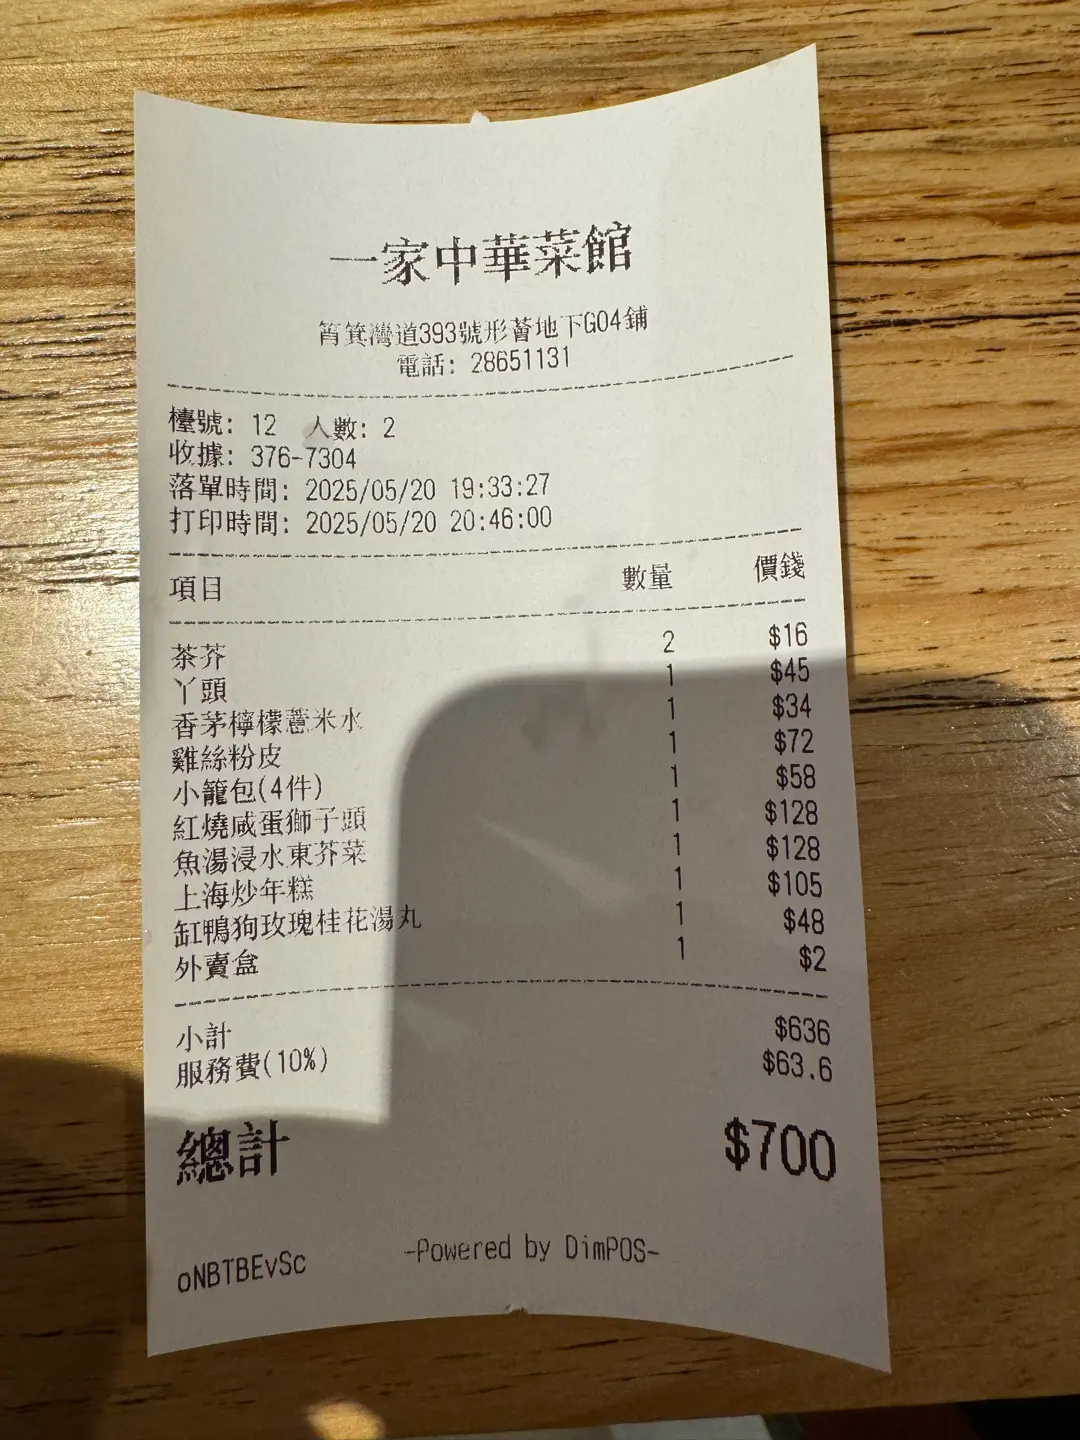 一家中華菜館
筲箕灣道393號形薈地下G04鋪
電話: 28651131
檯號: 12 人數: 2
收據: 376-7304
落單時間: 2025/05/20 19:33:27
打印時間: 2025/05/20 20:46:00
項目 數量 價錢
茶芥 2 $16
丫頭 1 $45
香茅檸檬薏米水 1 $34
雞絲粉皮 1 $72
小籠包(4件) 1 $58
紅燒咸蛋獅子頭 1 $128
魚湯浸水東芥菜 1 $128
上海炒年糕 1 $105
缸鴨狗玫瑰桂花湯丸 1 $48
外賣盒 1 $2
小計 $636
服務費(10%) $63.6
總計 $700
oNBTBEvSc -Powered by DimPOS-